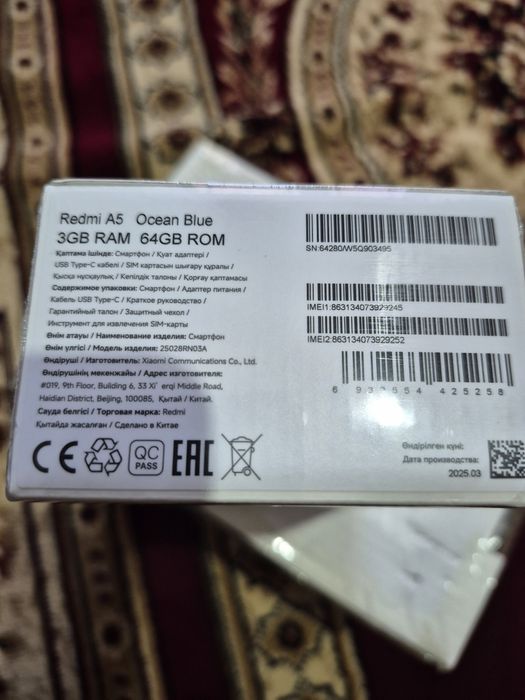 Redmi A5 Ocean Blue
3GB RAM 64GB ROM
Қаптама ішінде: Смартфон / Қуат адаптері /
USB Type-C кабелі / SIM картасын шығару құралы /
Қысқа нұсқаулық / Кепілдік талоны / Қорғау қаптамасы
Содержимое упаковки: Смартфон / Адаптер питания /
Кабель USB Type-C / Краткое руководство /
Гарантийный талон / Защитный чехол /
Инструмент для извлечения SIM-карты
Өнім атауы / Наименование изделия: Смартфон
Өнім үлгісі / Модель изделия: 25028RN03A
Өндіруші / Изготовитель: Xiaomi Communications Co., Ltd.
Өндірушінің мекенжайы / Адрес изготовителя:
#019, 9th Floor, Building 6, 33 Xi' erqi Middle Road,
Haidian District, Beijing, 100085, Қытай / Китай.
Сауда белгісі / Торговая марка: Redmi
Қытайда жасалған / Сделано в Китае
CE QC PASS EAC
SN:64280/W5Q903495
IMEI1:863134073929245
IMEI2:863134073929252
6 932554 425258
Өндірілген күні:
Дата производства:
2025.03